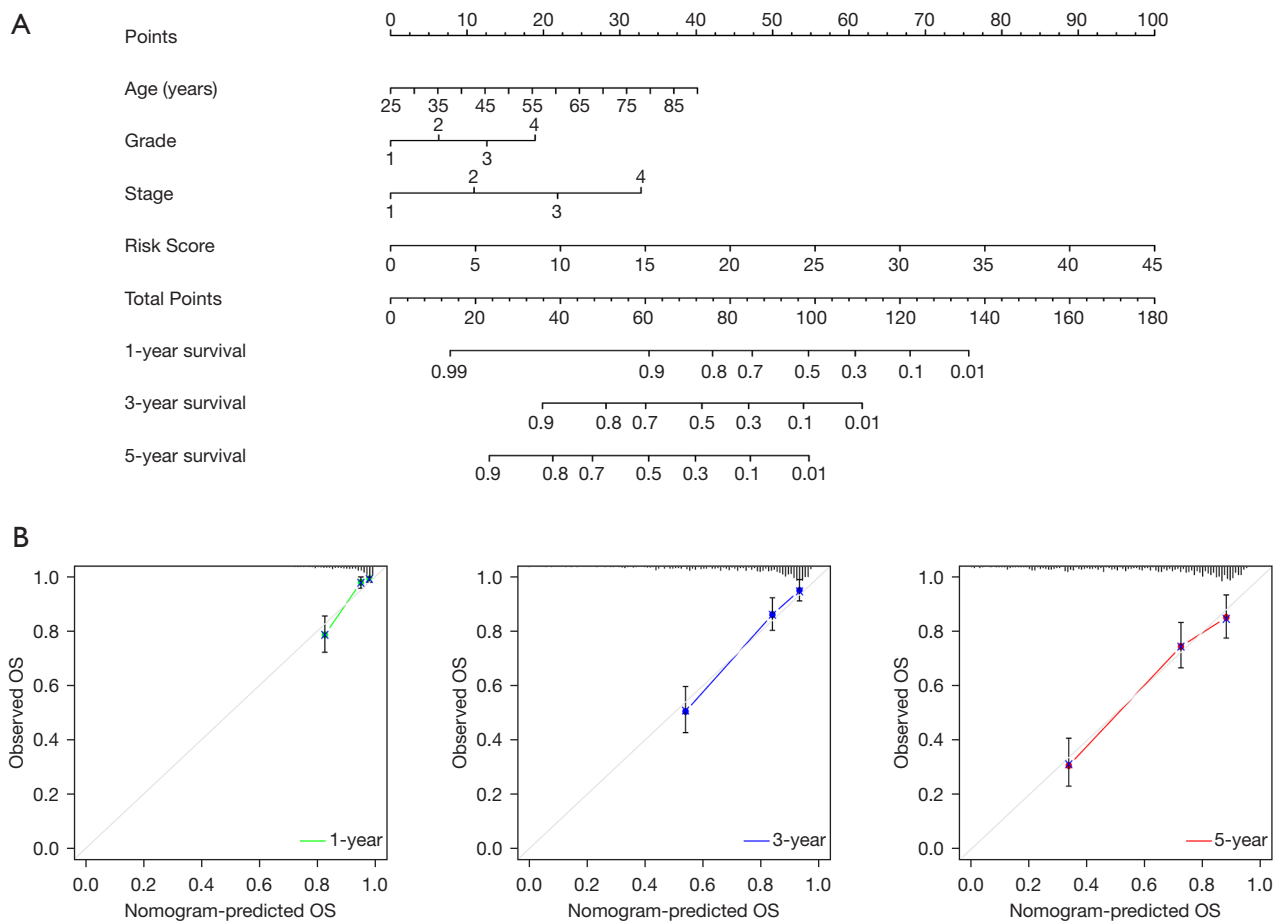 A
Points
0 10 20 30 40 50 60 70 80 90 100
Age (years)
25 35 45 55 65 75 85
Grade
2 4
1 3
Stage
2 4
1 3
Risk Score
0 5 10 15 20 25 30 35 40 45
Total Points
0 20 40 60 80 100 120 140 160 180
1-year survival
0.99 0.9 0.8 0.7 0.5 0.3 0.1 0.01
3-year survival
0.9 0.8 0.7 0.5 0.3 0.1 0.01
5-year survival
0.9 0.8 0.7 0.5 0.3 0.1 0.01
B
Observed OS
1.0
0.8
0.6
0.4
0.2
0.0
1-year
0.0 0.2 0.4 0.6 0.8 1.0
Nomogram-predicted OS
Observed OS
1.0
0.8
0.6
0.4
0.2
0.0
3-year
0.0 0.2 0.4 0.6 0.8 1.0
Nomogram-predicted OS
Observed OS
1.0
0.8
0.6
0.4
0.2
0.0
5-year
0.0 0.2 0.4 0.6 0.8 1.0
Nomogram-predicted OS